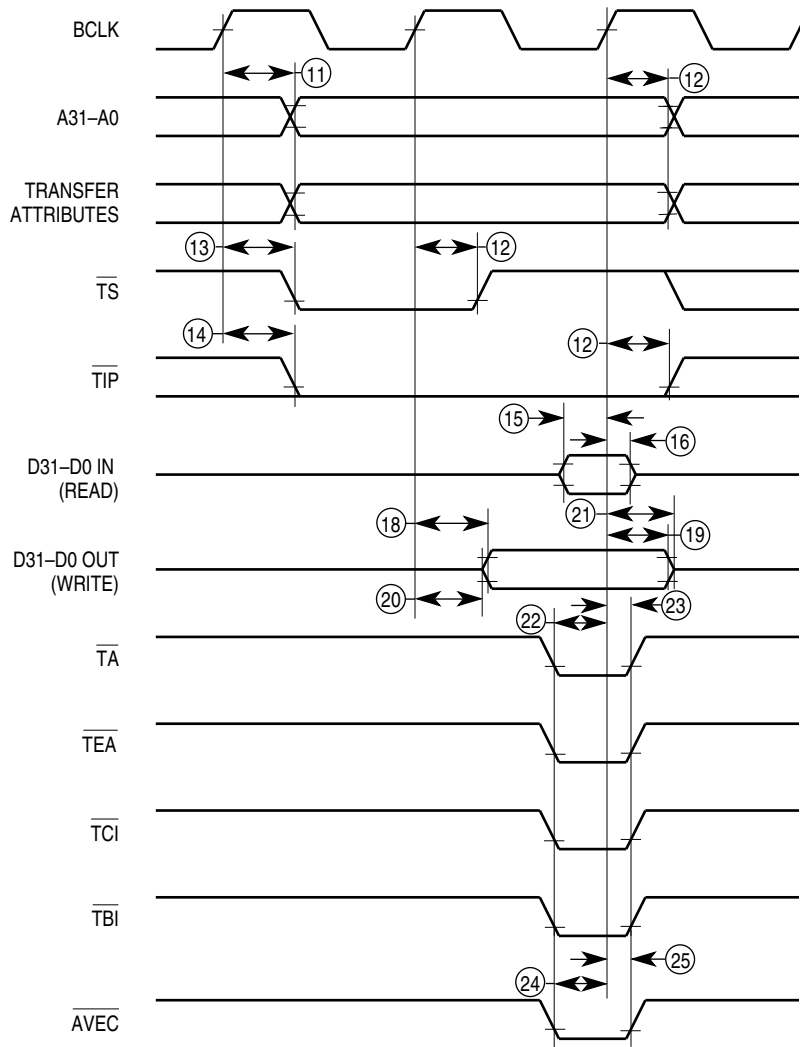 BCLK
11
12
A31–A0
TRANSFER
ATTRIBUTES
13
12
TS
14
12
TIP
15
16
D31–D0 IN
(READ)
18
21
19
D31–D0 OUT
(WRITE)
20
22
23
TA
TEA
TCI
TBI
25
24
AVEC